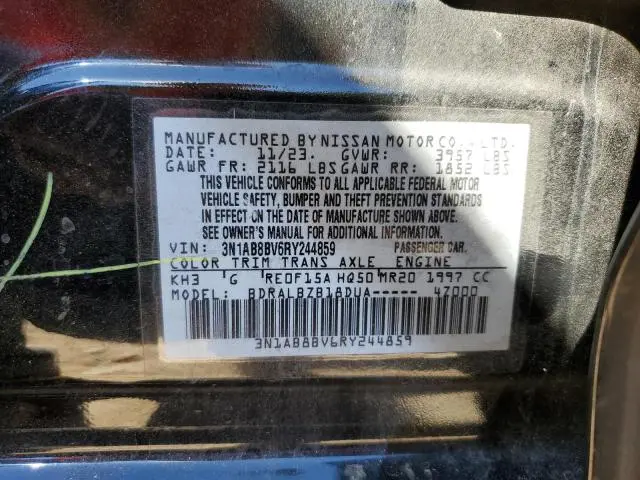 MANUFACTURED BY NISSAN MOTOR CO., LTD.
DATE: 11/23. GVWR: 3957 LBS
GAWR FR: 2116 LBS GAWR RR: 1852 LBS
THIS VEHICLE CONFORMS TO ALL APPLICABLE FEDERAL MOTOR
VEHICLE SAFETY, BUMPER AND THEFT PREVENTION STANDARDS
IN EFFECT ON THE DATE OF MANUFACTURE SHOWN ABOVE.
SEE OWNER'S MANUAL FOR ADDITIONAL INFORMATION.
VIN: 3N1AB8BV6RY244859 PASSENGER CAR.
COLOR TRIM TRANS AXLE ENGINE
KH3 G RE0F15A HQ50 MR20 1997 CC
MODEL: BDRALBZB18DUA----- 4Z000
3N1AB8BV6RY244859